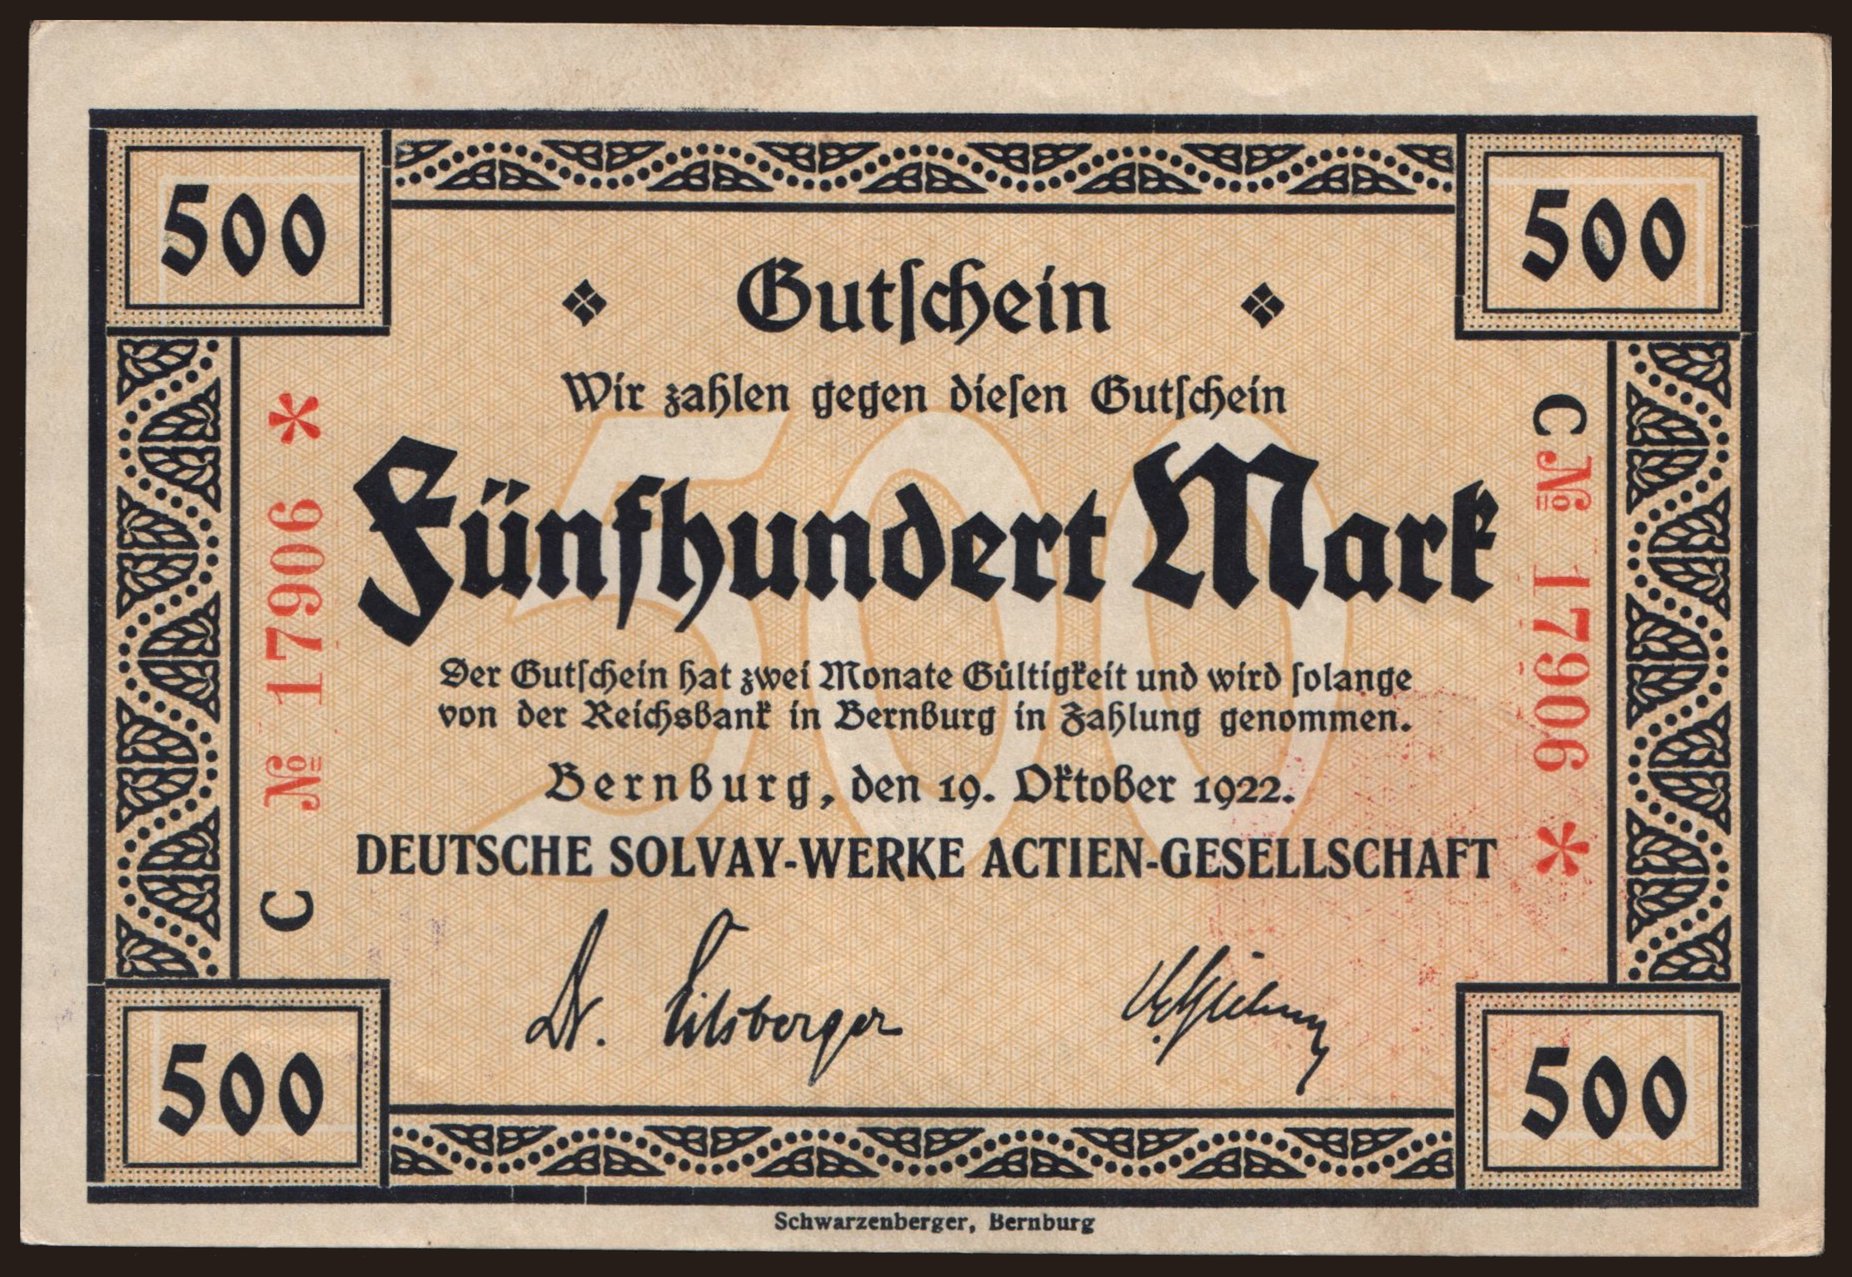 500
500
Gutschein
Wir zahlen gegen diesen Gutschein
500
Fünfhundert Mark
Der Gutschein hat zwei Monate Gültigkeit und wird solange
von der Reichsbank in Bernburg in Zahlung genommen.
Bernburg, den 19. Oktober 1922.
DEUTSCHE SOLVAY-WERKE ACTIEN-GESELLSCHAFT
C № 17906 *
C № 17906 *
Dr.
500
500
Schwarzenberger, Bernburg